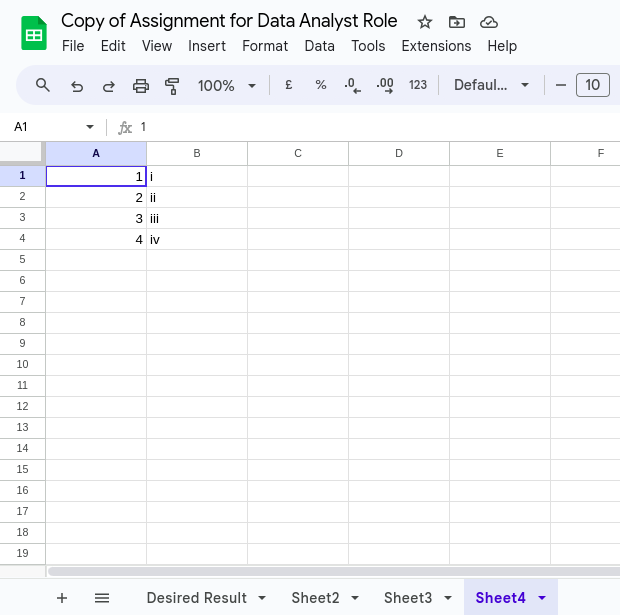 Copy of Assignment for Data Analyst Role
File Edit View Insert Format Data Tools Extensions Help
100% £ % .0 .00 123 Defaul... 10
A1 fx 1
A B C D E F
1 1 i
2 2 ii
3 3 iii
4 4 iv
5
6
7
8
9
10
11
12
13
14
15
16
17
18
19
Desired Result Sheet2 Sheet3 Sheet4